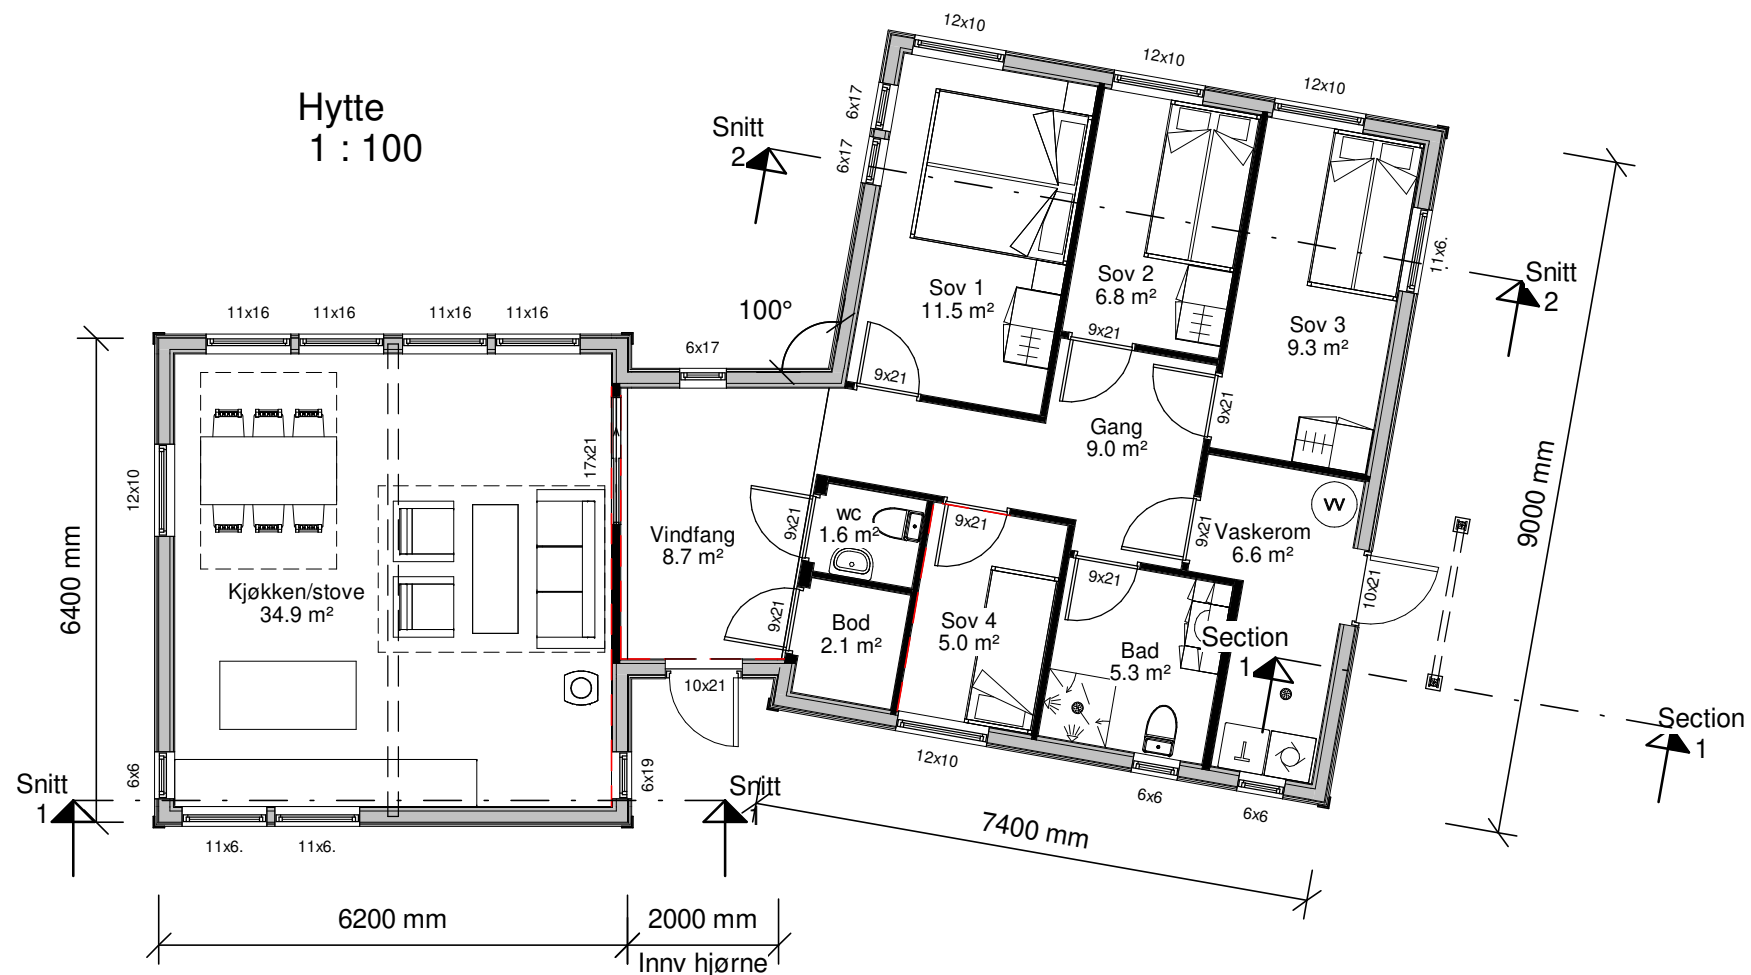 Hytte
1 : 100
12x10
12x10
12x10
6x17
6x17
Snitt
2
11x6.
Snitt
2
Sov 1
11.5 m²
Sov 2
6.8 m²
Sov 3
9.3 m²
100°
11x16
11x16
11x16
11x16
6x17
9x21
9x21
9x21
Gang
9.0 m²
9000 mm
12x10
17x21
6400 mm
Kjøkken/stove
34.9 m²
Vindfang
8.7 m²
9x21
wc
1.6 m²
9x21
9x21
Vaskerom
6.6 m²
W
9x21
10x21
9x21
Bod
2.1 m²
Sov 4
5.0 m²
Bad
5.3 m²
Section
1
Section
1
10x21
12x10
6x6
6x6
6x6
6x19
Snitt
1
Snitt
1
11x6.
11x6.
7400 mm
6200 mm
2000 mm
Innv hjørne